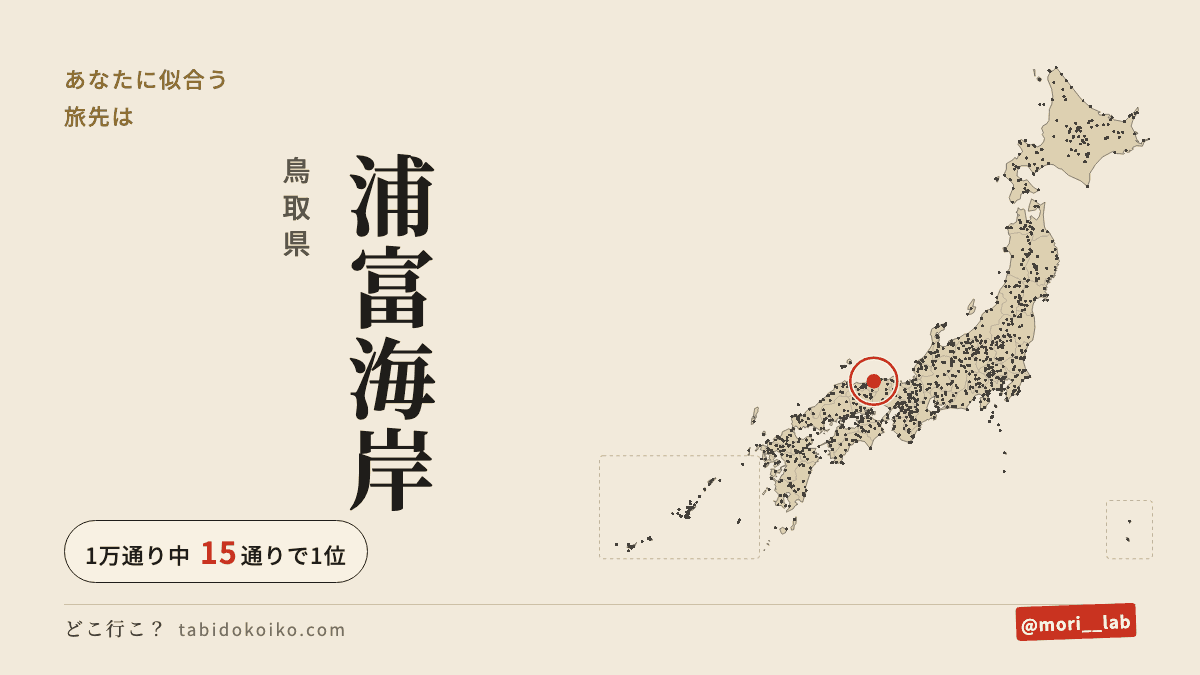 あなたに似合う
旅先は
浦富海岸
鳥取県
1万通り中 15通りで1位
どこ行こ？ tabidokoiko.com
@mori__lab